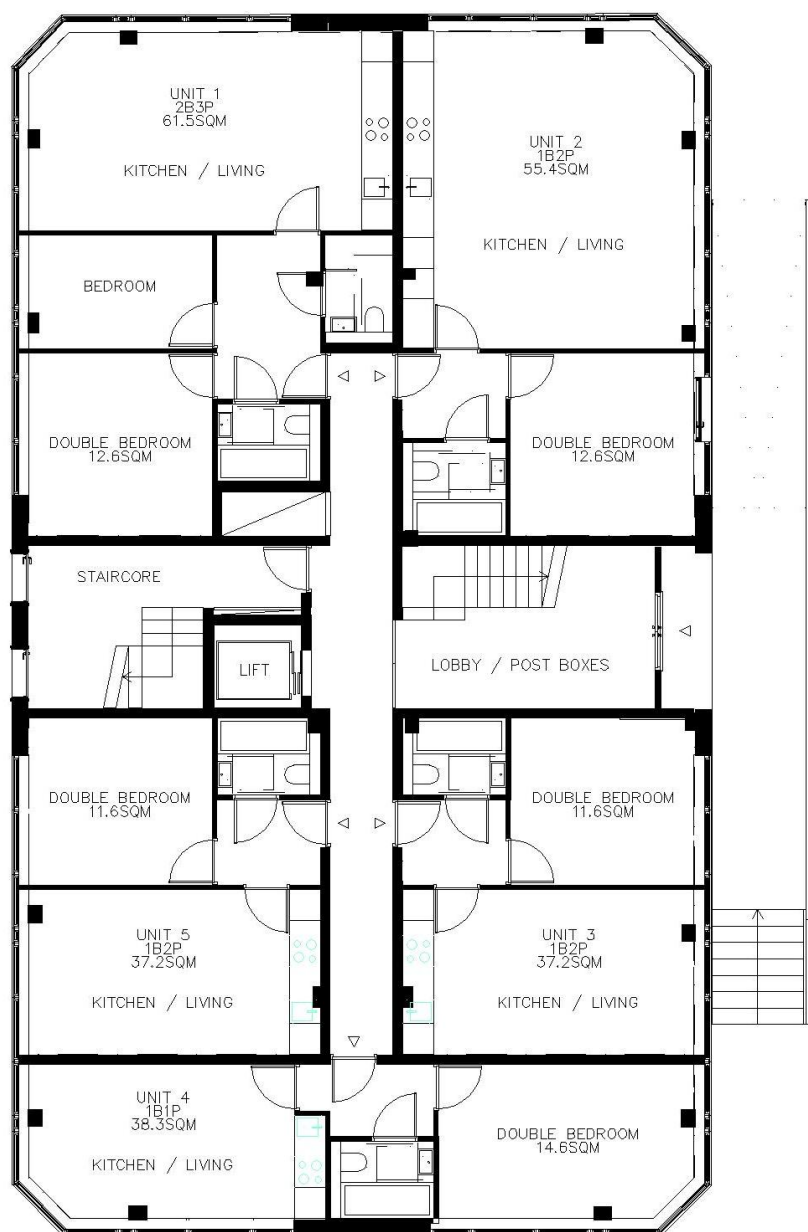 UNIT 1
2B3P
61.5SQM
KITCHEN / LIVING
UNIT 2
1B2P
55.4SQM
KITCHEN / LIVING
BEDROOM
DOUBLE BEDROOM
12.6SQM
DOUBLE BEDROOM
12.6SQM
STAIRCORE
LIFT
LOBBY / POST BOXES
DOUBLE BEDROOM
11.6SQM
DOUBLE BEDROOM
11.6SQM
UNIT 5
1B2P
37.2SQM
KITCHEN / LIVING
UNIT 3
1B2P
37.2SQM
KITCHEN / LIVING
UNIT 4
1B1P
38.3SQM
KITCHEN / LIVING
DOUBLE BEDROOM
14.6SQM